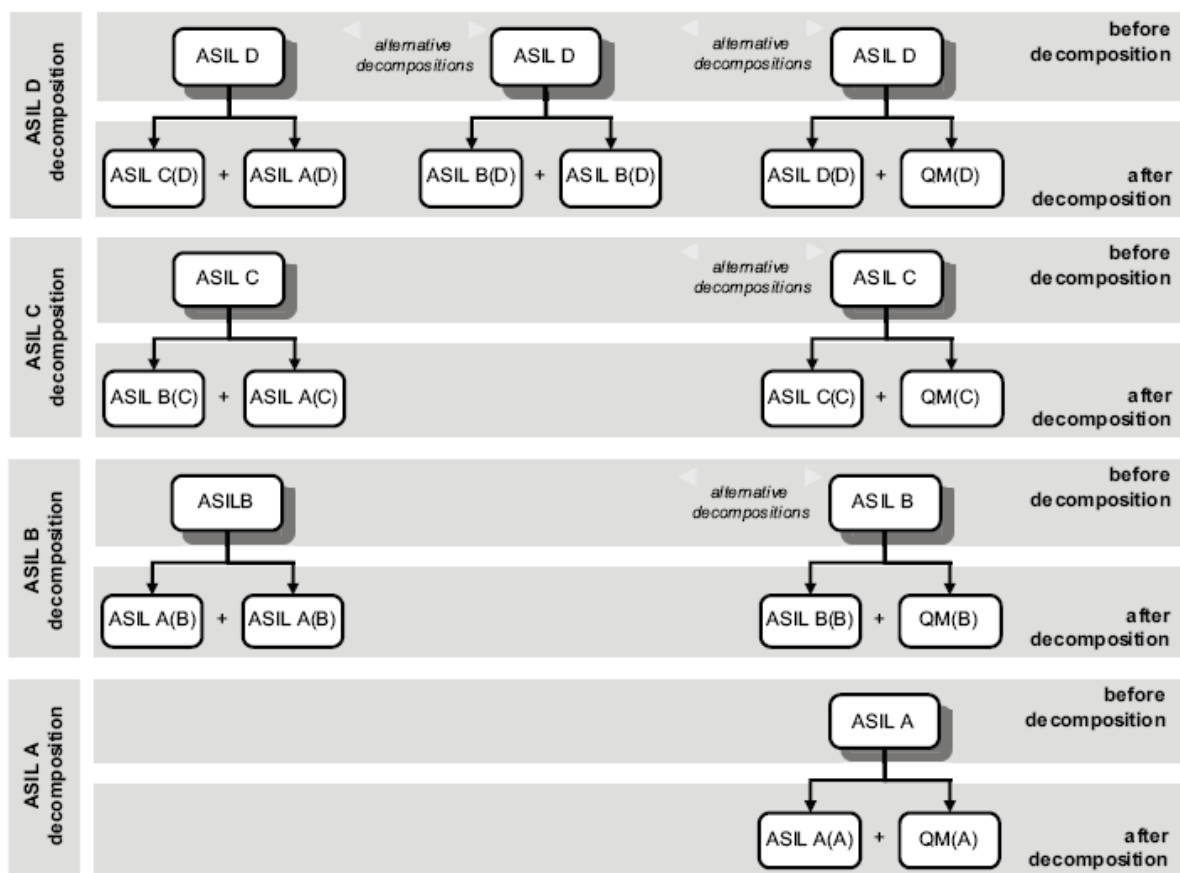 ASIL D
decomposition
ASIL D
alternative
decompositions
ASIL D
alternative
decompositions
ASIL D
before
decomposition
ASIL C(D) + ASIL A(D)
ASIL B(D) + ASIL B(D)
ASIL D(D) + QM(D)
after
decomposition
ASIL C
decomposition
ASIL C
alternative
decompositions
ASIL C
before
decomposition
ASIL B(C) + ASIL A(C)
ASIL C(C) + QM(C)
after
decomposition
ASIL B
decomposition
ASILB
alternative
decompositions
ASIL B
before
decomposition
ASIL A(B) + ASIL A(B)
ASIL B(B) + QM(B)
after
decomposition
ASIL A
decomposition
ASIL A
before
decomposition
ASIL A(A) + QM(A)
after
decomposition